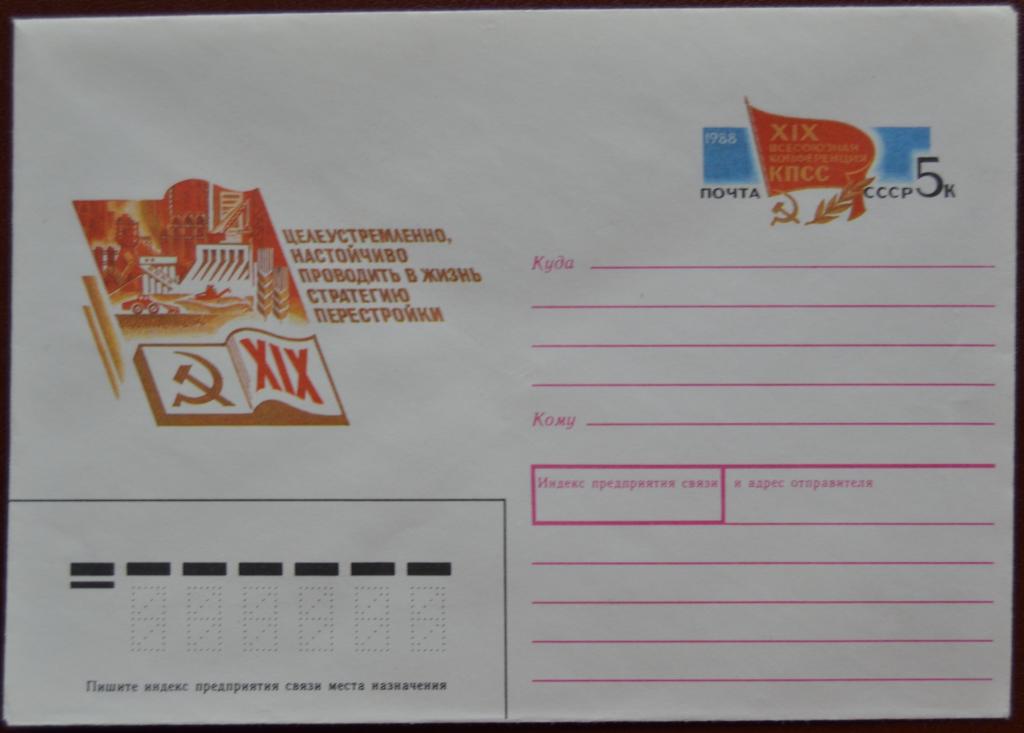 1988
XIX
ВСЕСОЮЗНАЯ
КОНФЕРЕНЦИЯ
КПСС
ПОЧТА СССР 5к
ЦЕЛЕУСТРЕМЛЕННО,
НАСТОЙЧИВО
ПРОВОДИТЬ В ЖИЗНЬ
СТРАТЕГИЮ
ПЕРЕСТРОЙКИ
XIX
Куда
Кому
Индекс предприятия связи и адрес отправителя
Пишите индекс предприятия связи места назначения